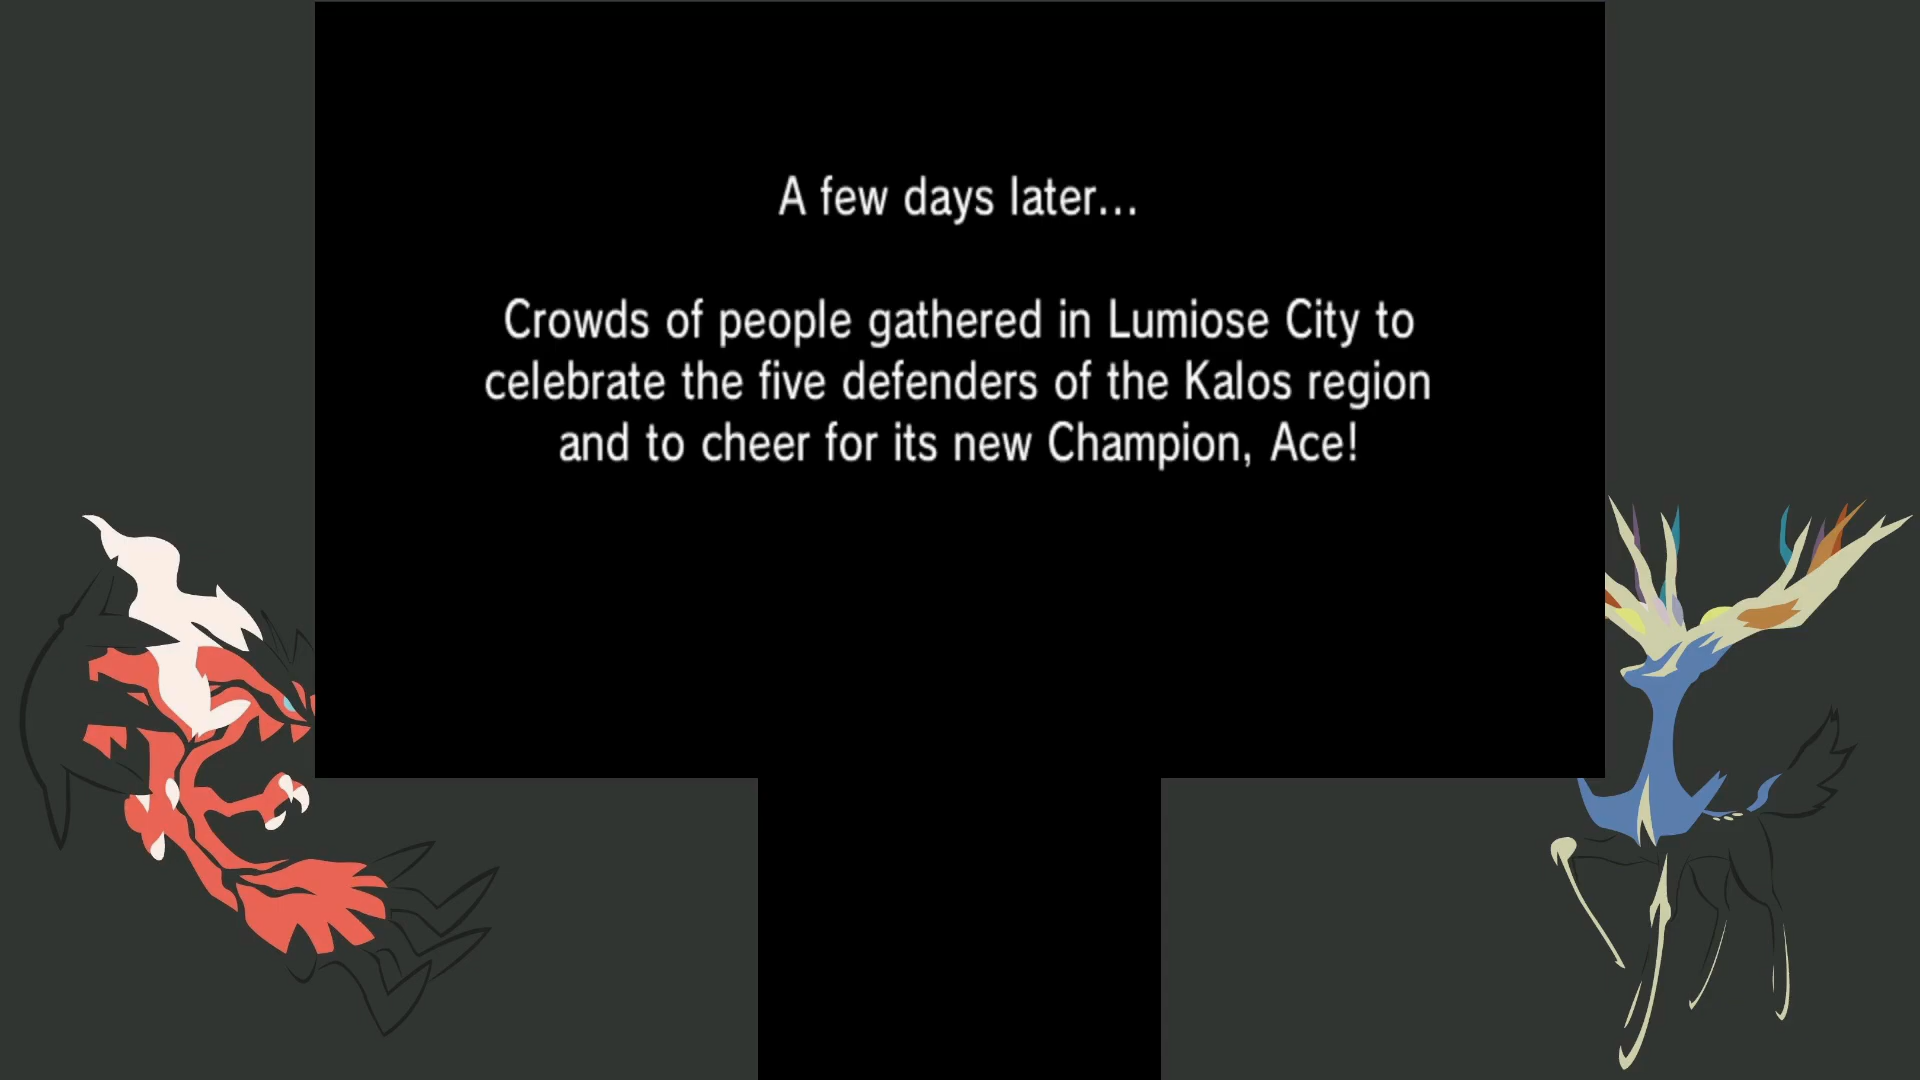 A few days later...
Crowds of people gathered in Lumiose City to
celebrate the five defenders of the Kalos region
and to cheer for its new Champion, Ace!